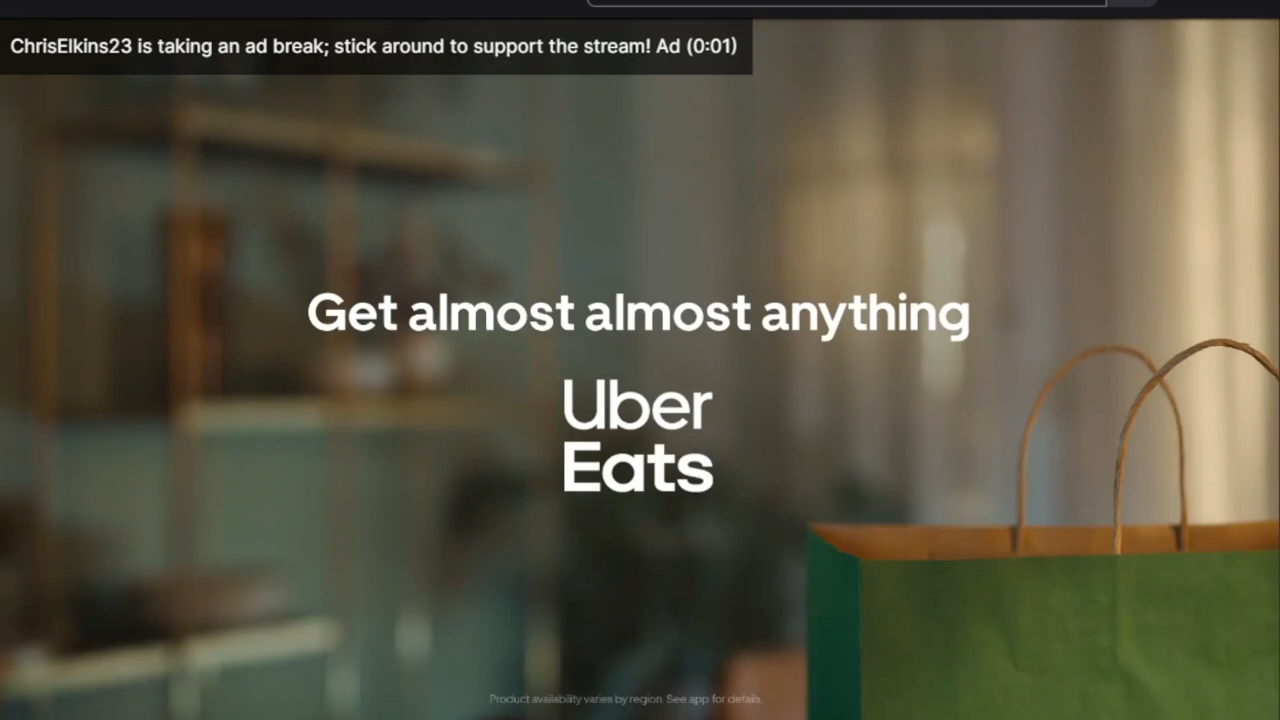 ChrisElkins23 is taking an ad break; stick around to support the stream! Ad (0:01)
Get almost almost anything
Uber
Eats
Product availability varies by region. See app for details.